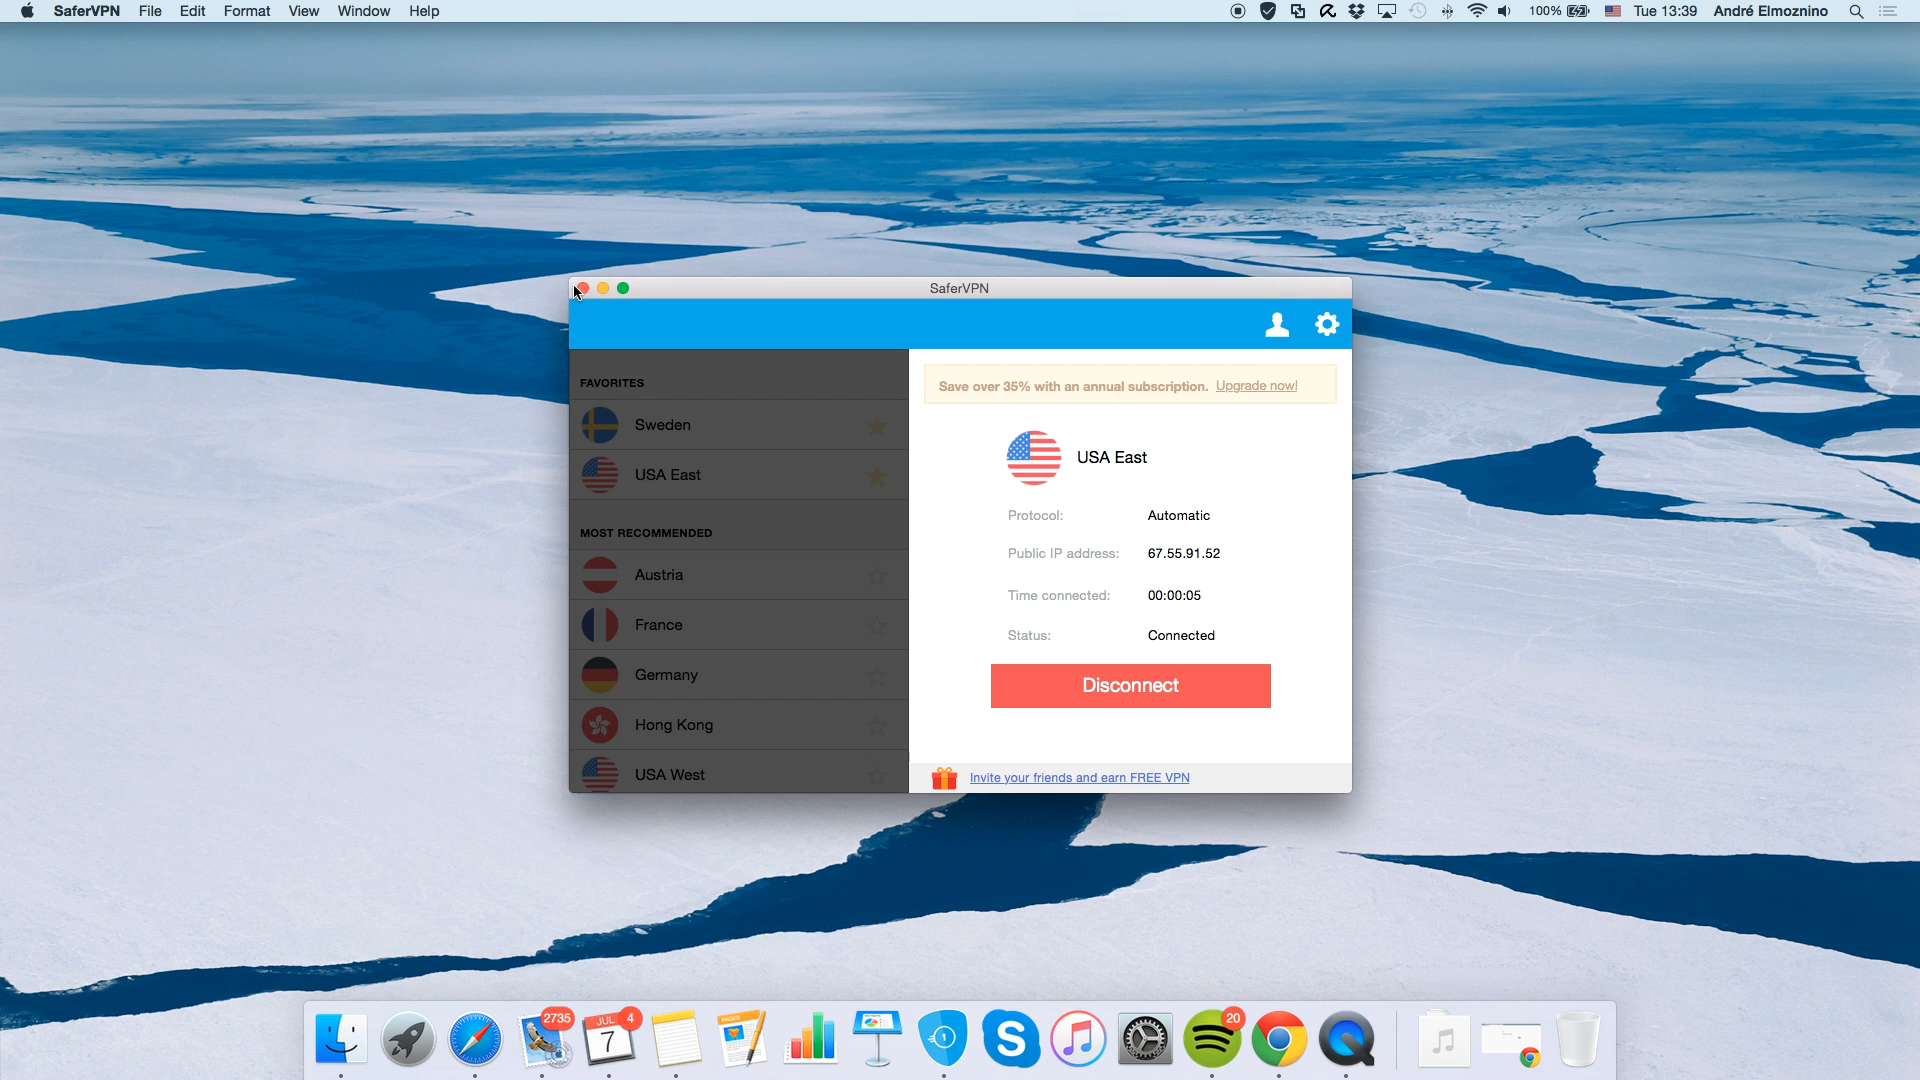 SaferVPN File Edit Format View Window Help 100% Tue 13:39 André Elmoznino
SaferVPN
FAVORITES
Sweden
USA East
MOST RECOMMENDED
Austria
France
Germany
Hong Kong
USA West
Save over 35% with an annual subscription. Upgrade now!
USA East
Protocol: Automatic
Public IP address: 67.55.91.52
Time connected: 00:00:05
Status: Connected
Disconnect
Invite your friends and earn FREE VPN
2735
JUL
7
4
PAGES
1
S
20